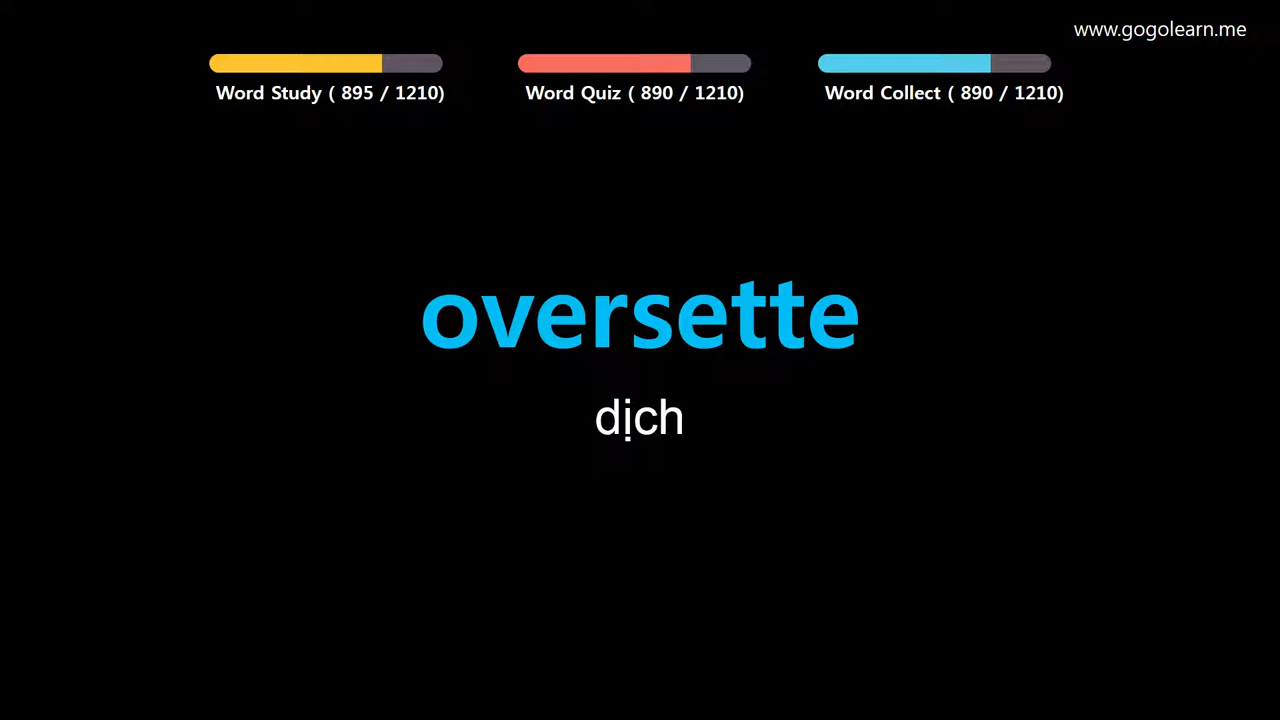 www.gogolearn.me
Word Study ( 895 / 1210)
Word Quiz ( 890 / 1210)
Word Collect ( 890 / 1210)
oversette
dịch